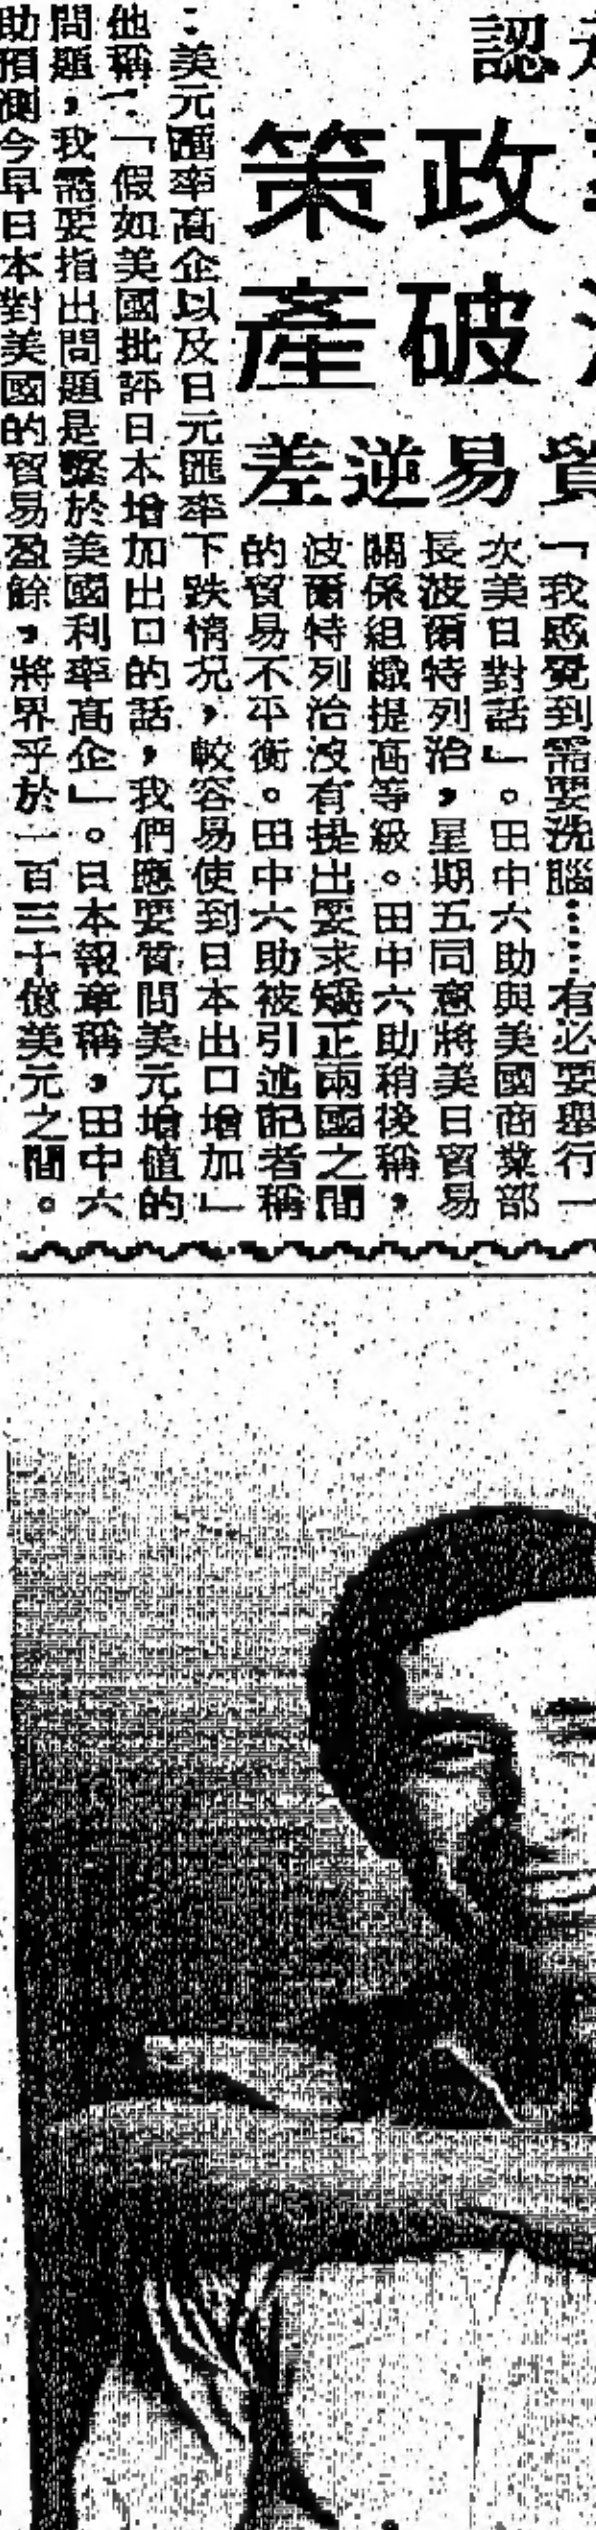 認
政策
破產
易逆差
「我感覺到需要洗腦……有必要舉行一
次美日對話」。田中六助與美國商業部
長波爾特列治,星期五同意將美日貿易
關係組織提高等級。田中六助稍後稱,
波爾特列治沒有提出要求矯正兩國之間
的貿易不平衡。田中六助被引述記者稱
:美元匯率高企以及日元匯率下跌情況,較容易使到日本出口增加」
他稱:「假如美國批評日本增加出口的話,我們應要質問美元增值的
問題,我需要指出問題是繫於美國利率高企」。日本報章稱,田中六
助預測今早日本對美國的貿易盈餘,將界乎於一百三十億美元之間。